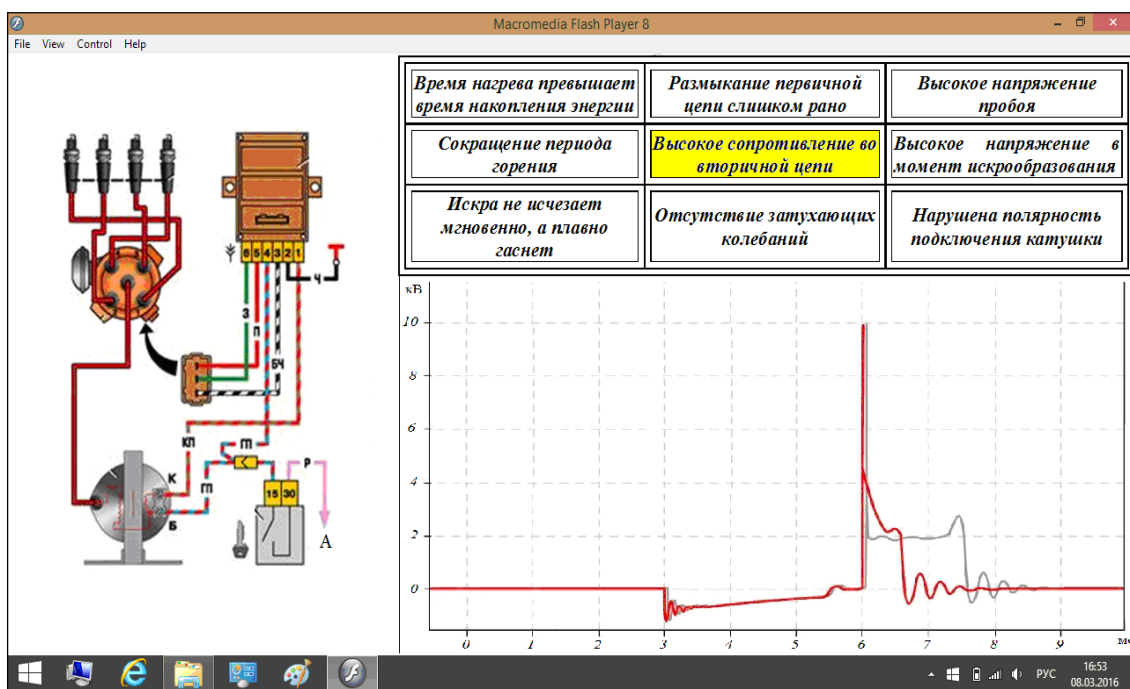 Macromedia Flash Player 8
File View Control Help
Время нагрева превышает
время накопления энергии
Размыкание первичной
цепи слишком рано
Высокое напряжение
пробоя
Сокращение периода
горения
Высокое сопротивление во
вторичной цепи
Высокое напряжение в
момент искрообразования
Искра не исчезает
мгновенно, а плавно
гаснет
Отсутствие затухающих
колебаний
Нарушена полярность
подключения катушки
6 5 4 3 2 1
Ч
З
П
БЧ
КП
ГП
ГП
Р
К
Б
15 30
А
кВ
10
8
6
4
2
0
0 1 2 3 4 5 6 7 8 9
РУС
16:53
08.03.2016